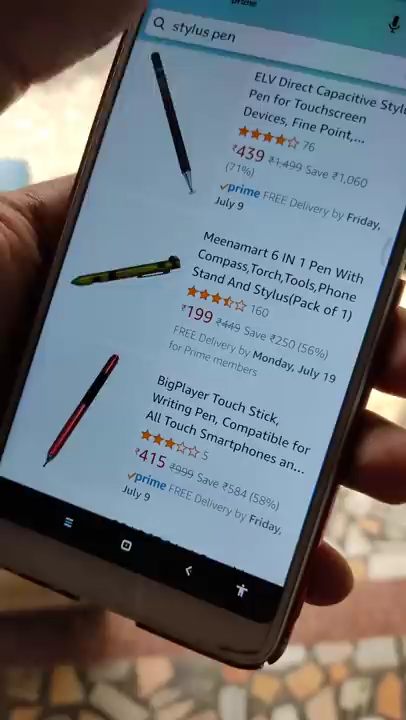 prime
stylus pen
ELV Direct Capacitive Stylu
Pen for Touchscreen
Devices, Fine Point,...
76
₹439 ₹1,499 Save ₹1,060
(71%)
prime FREE Delivery by Friday,
July 9
Meenamart 6 IN 1 Pen With
Compass,Torch,Tools,Phone
Stand And Stylus(Pack of 1)
160
₹199 ₹449 Save ₹250 (56%)
FREE Delivery by Monday, July 19
for Prime members
BigPlayer Touch Stick,
Writing Pen, Compatible for
All Touch Smartphones an...
5
₹415 ₹999 Save ₹584 (58%)
prime FREE Delivery by Friday,
July 9